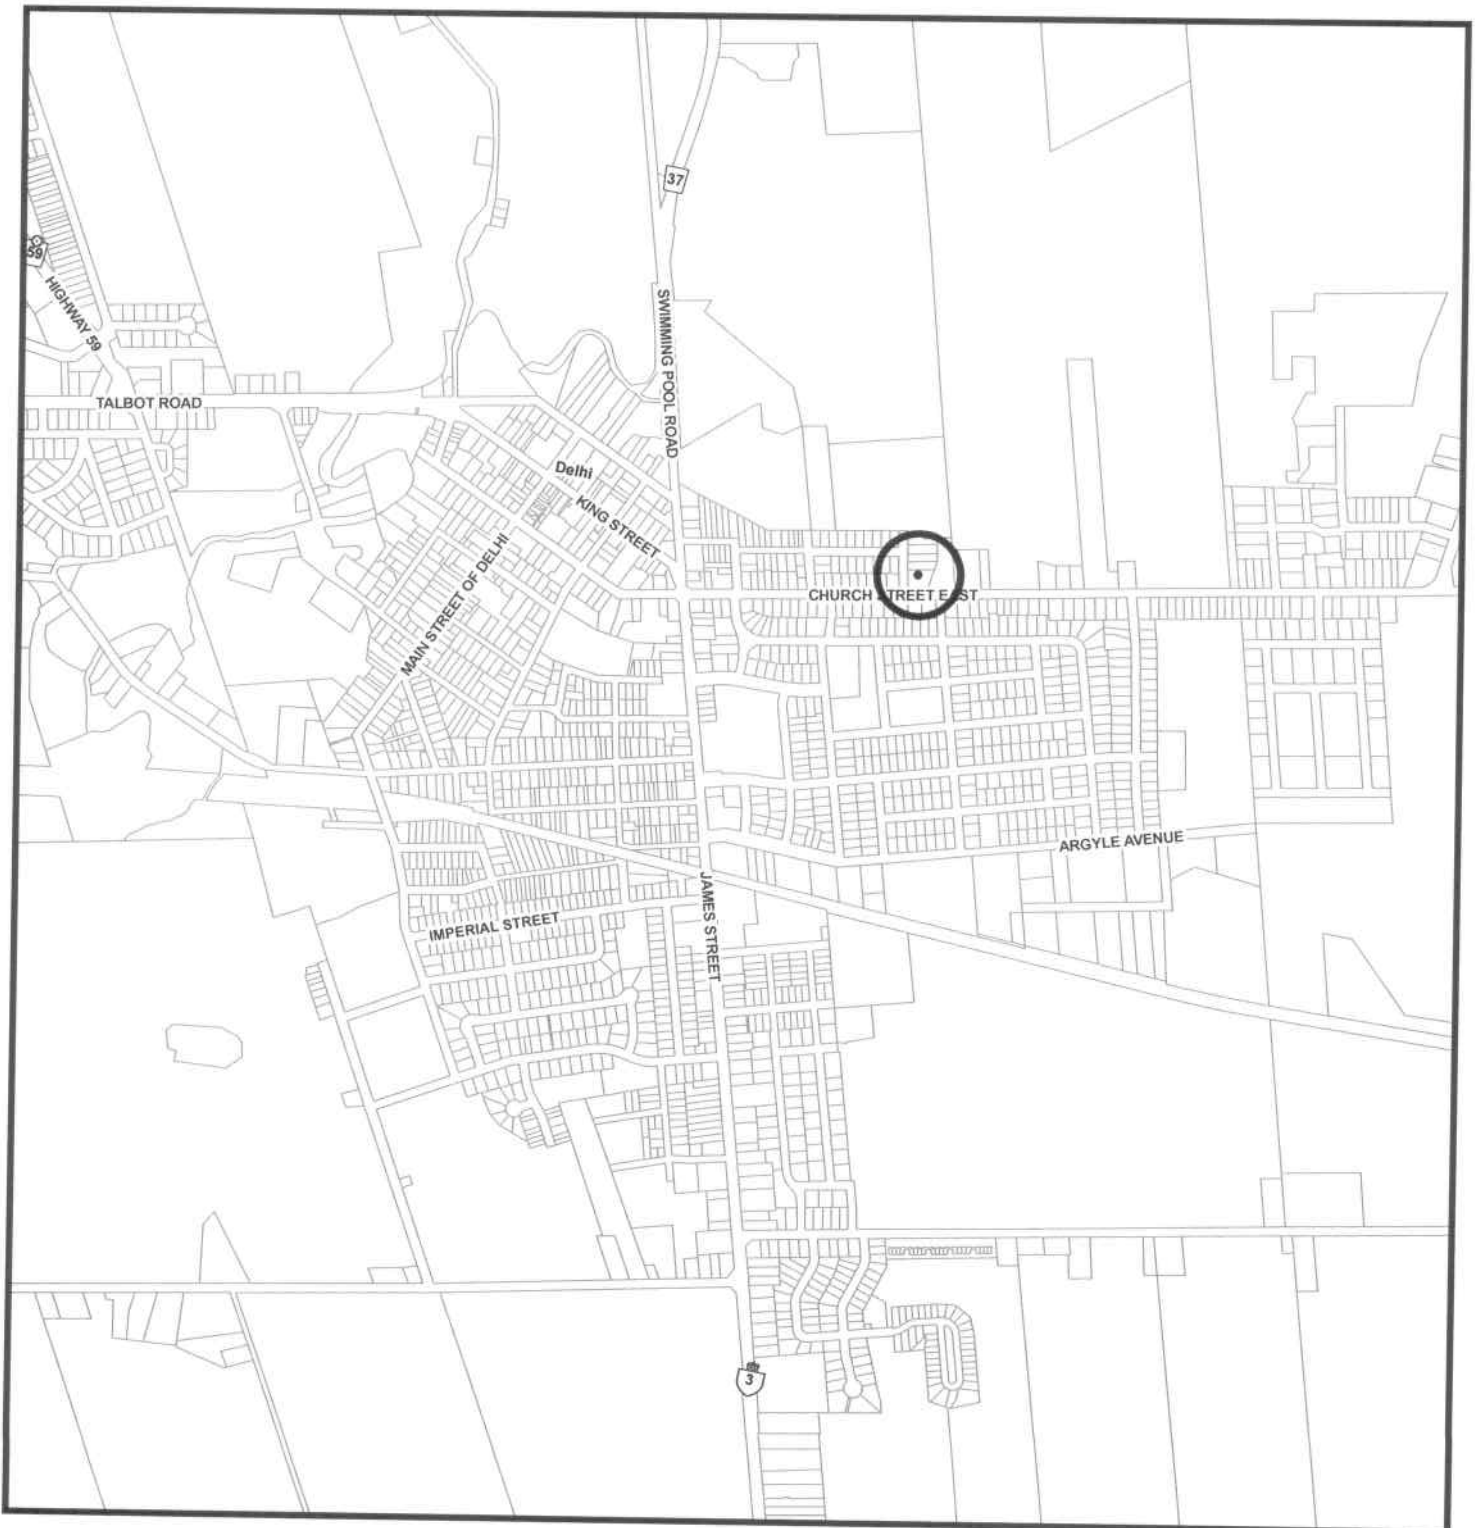 37
59
HIGHWAY 59
SWIMMING POOL ROAD
TALBOT ROAD
Delhi
KING STREET
MAIN STREET OF DELHI
CHURCH STREET EAST
ARGYLE AVENUE
JAMES STREET
IMPERIAL STREET
3